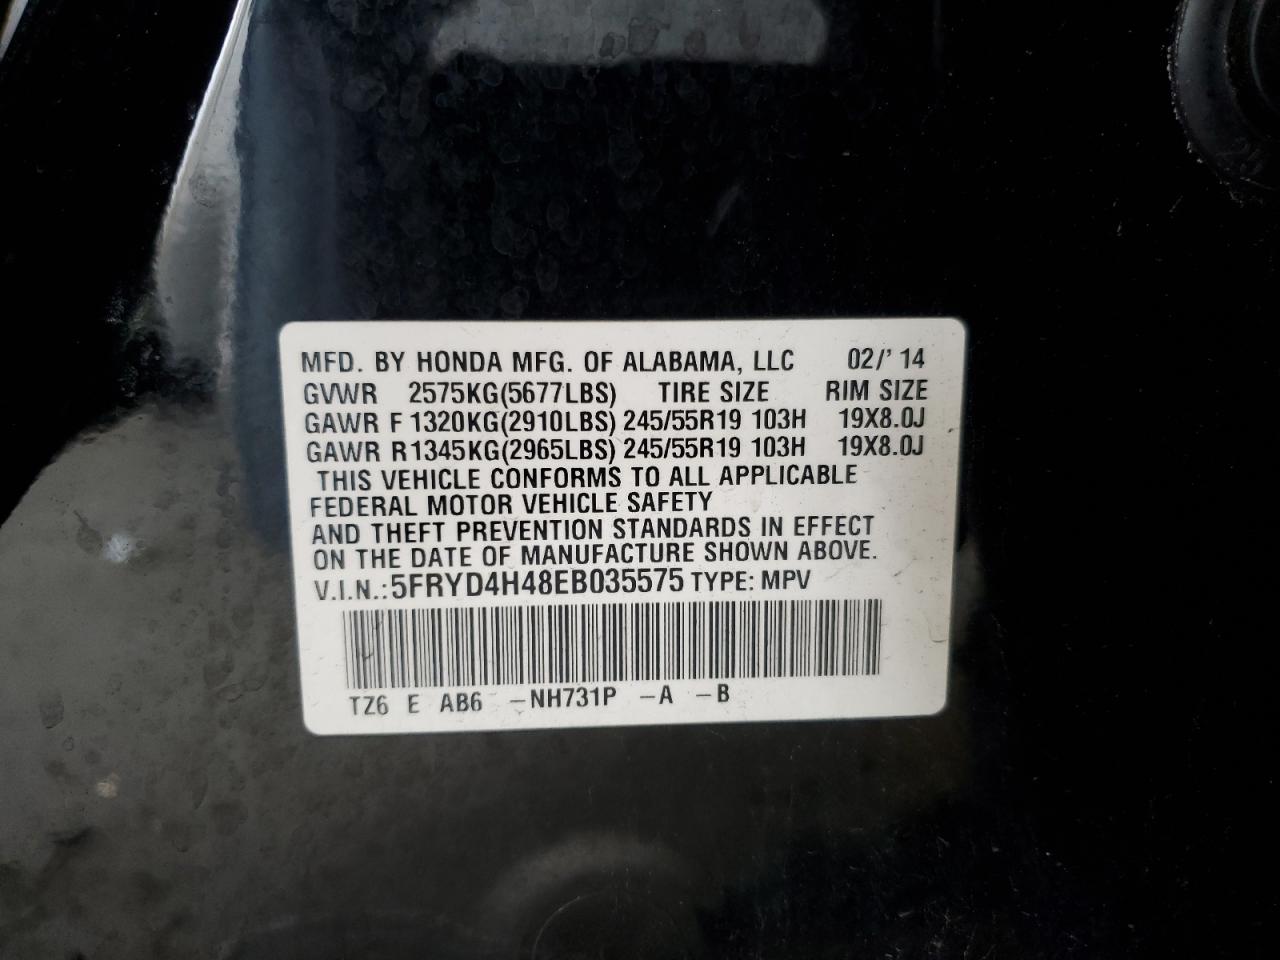 MFD. BY HONDA MFG. OF ALABAMA, LLC 02/' 14
GVWR 2575KG(5677LBS) TIRE SIZE RIM SIZE
GAWR F 1320KG(2910LBS) 245/55R19 103H 19X8.0J
GAWR R 1345KG(2965LBS) 245/55R19 103H 19X8.0J
THIS VEHICLE CONFORMS TO ALL APPLICABLE
FEDERAL MOTOR VEHICLE SAFETY
AND THEFT PREVENTION STANDARDS IN EFFECT
ON THE DATE OF MANUFACTURE SHOWN ABOVE.
V.I.N.: 5FRYD4H48EB035575 TYPE: MPV
TZ6 E AB6 –NH731P –A –B